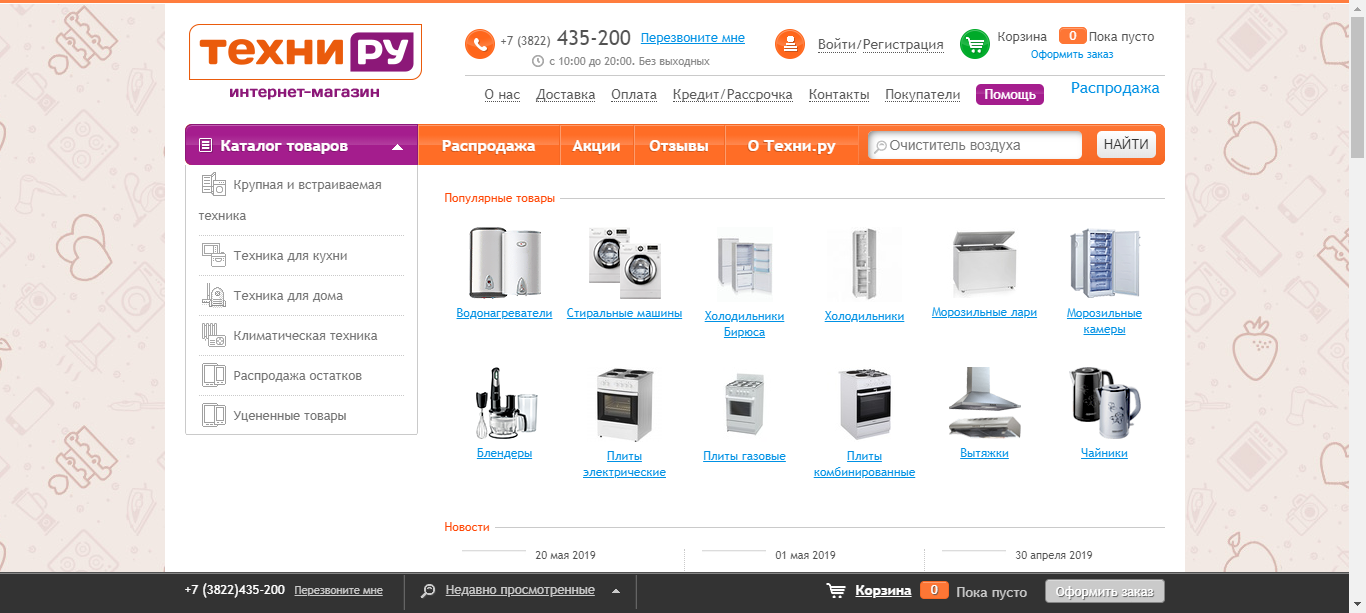 техни ру
интернет-магазин
+7 (3822) 435-200 Перезвоните мне
с 10:00 до 20:00. Без выходных
Войти/Регистрация
Корзина 0 Пока пусто
Оформить заказ
О нас Доставка Оплата Кредит/Рассрочка Контакты Покупатели Помощь Распродажа
Каталог товаров Распродажа Акции Отзывы О Техни.ру Очиститель воздуха НАЙТИ
Крупная и встраиваемая
техника
Техника для кухни
Техника для дома
Климатическая техника
Распродажа остатков
Уцененные товары
Популярные товары
Водонагреватели Стиральные машины Холодильники Холодильники Морозильные лари Морозильные
Бирюса камеры
Блендеры Плиты Плиты газовые Плиты Вытяжки Чайники
электрические комбинированные
Новости
20 мая 2019 01 мая 2019 30 апреля 2019
+7 (3822)435-200 Перезвоните мне Недавно просмотренные Корзина 0 Пока пусто Оформить заказ